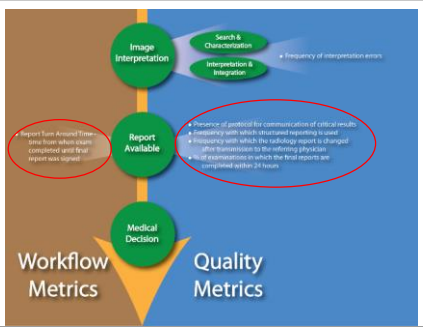 Image
Interpretation
Search &
Characterization
Interpretation &
Integration
• Frequency of interpretation errors
• Report Turn Around Time -
time from when exam
completed until final
report was signed
Report
Available
• Presence of protocol for communication of critical results
• Frequency with which structured reporting is used
• Frequency with which the radiology report is changed
after transmission to the referring physician
• % of examinations in which the final reports are
completed within 24 hours
Medical
Decision
Workflow
Metrics
Quality
Metrics